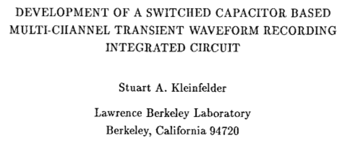 DEVELOPMENT OF A SWITCHED CAPACITOR BASED
MULTI-CHANNEL TRANSIENT WAVEFORM RECORDING
INTEGRATED CIRCUIT
Stuart A. Kleinfelder
Lawrence Berkeley Laboratory
Berkeley, California 94720